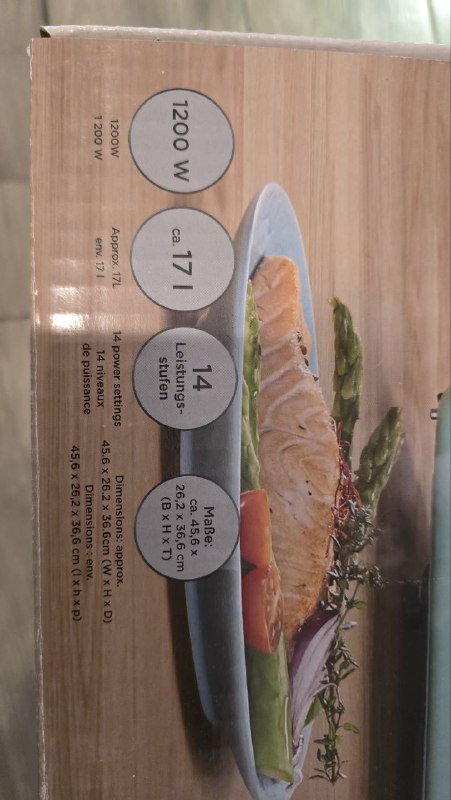 1200 W
1200W
1 200 W
ca. 17 l
Approx. 17L
env. 17 l
14
Leistungs-
stufen
14 power settings
14 niveaux
de puissance
Maße:
ca. 45,6 x
26,2 x 36,6 cm
(B x H x T)
Dimensions: approx.
45.6 x 26.2 x 36.6cm (W x H x D)
Dimensions : env.
45,6 x 26,2 x 36,6 cm (l x h x p)